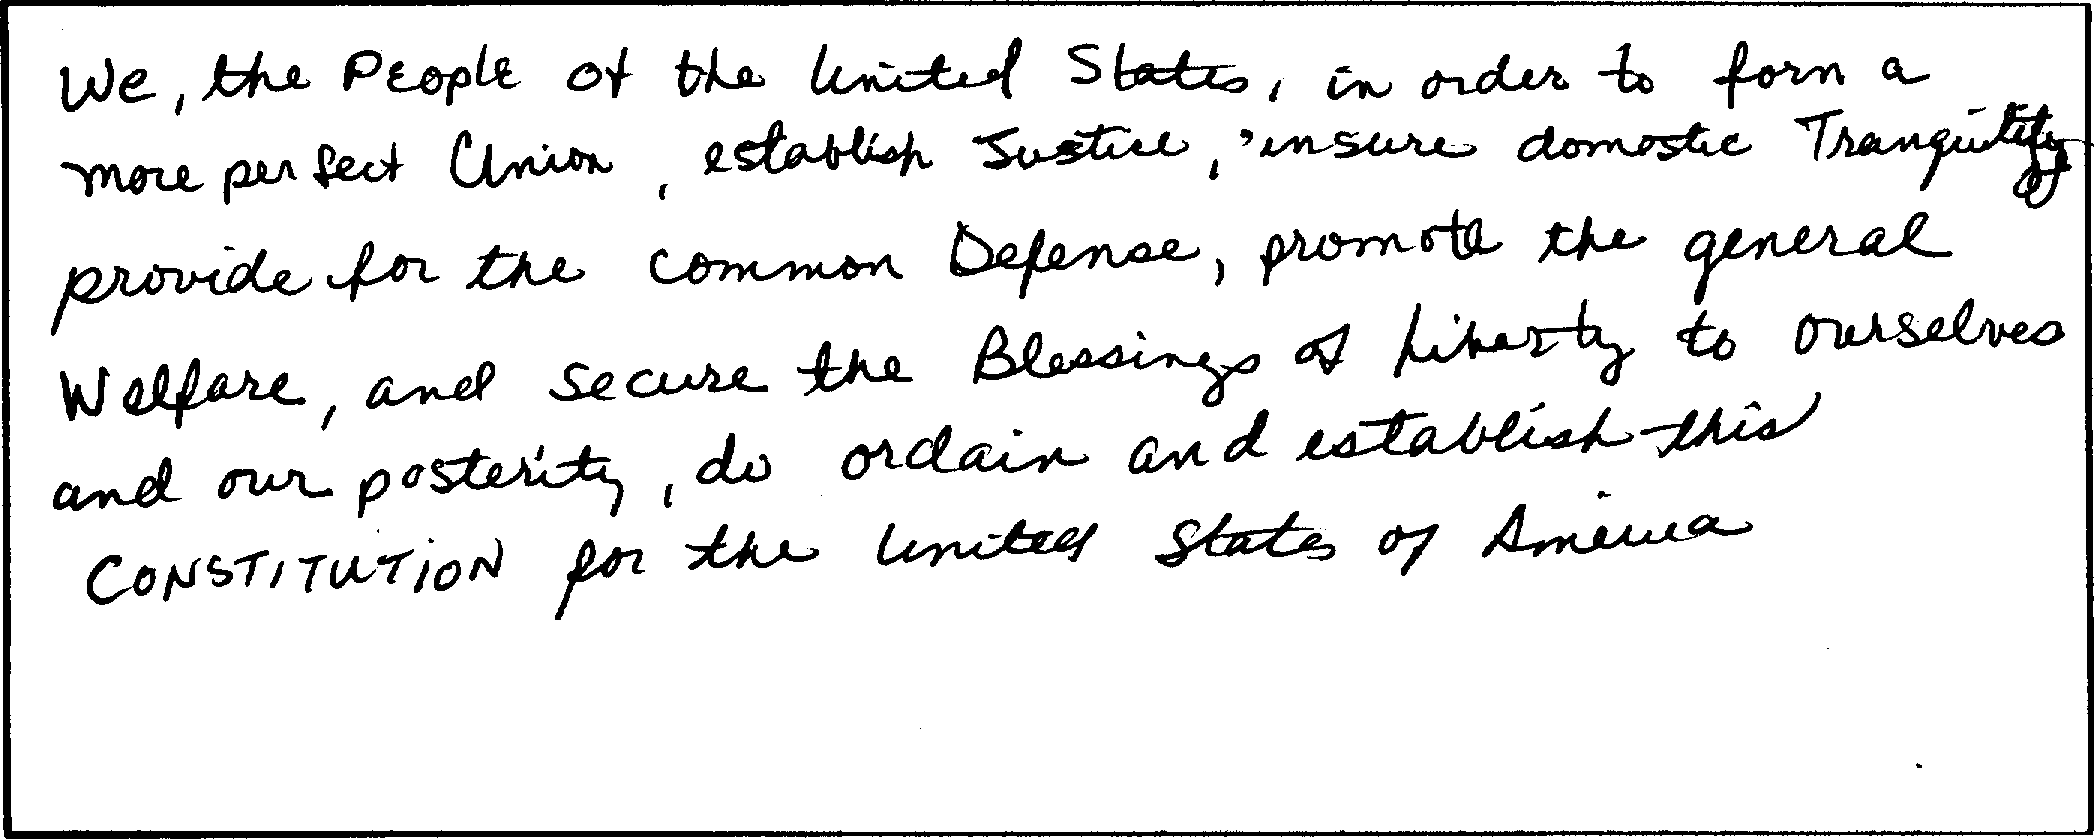 We, the People of the United States, in order to form a
more perfect Union, establish Justice, insure domestic Tranquility
provide for the common Defense, promote the general
Welfare, and secure the Blessings of Liberty to ourselves
and our posterity, do ordain and establish this
CONSTITUTION for the United States of America